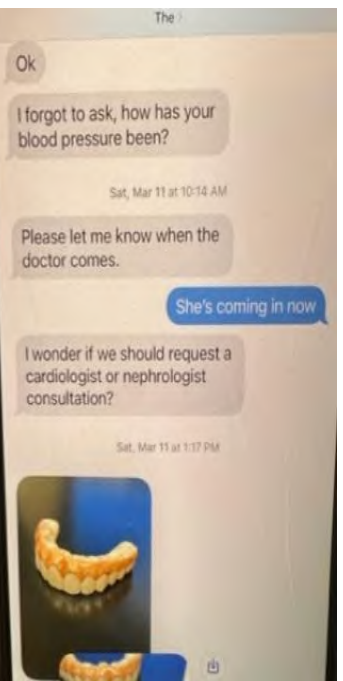 The
Ok
I forgot to ask, how has your
blood pressure been?
Sat, Mar 11 at 10:14 AM
Please let me know when the
doctor comes.
She's coming in now
I wonder if we should request a
cardiologist or nephrologist
consultation?
Sat, Mar 11 at 1:17 PM